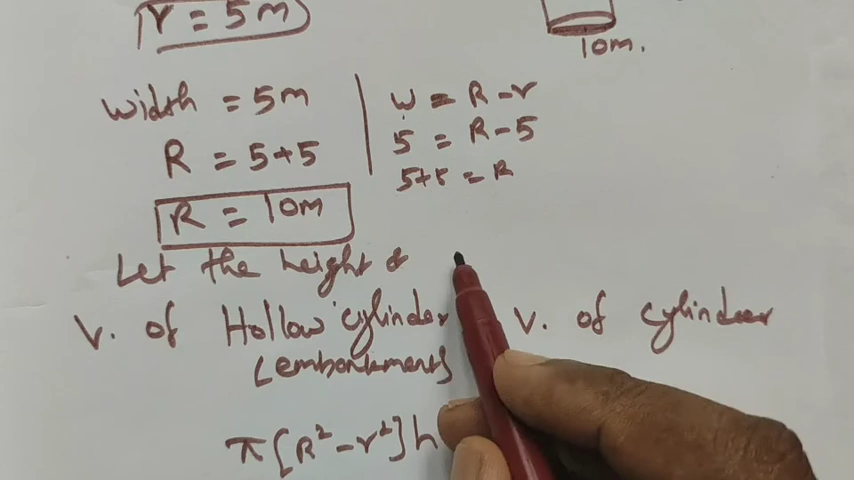 r = 5m
10m.
width = 5m
w = R - r
R = 5+5
5 = R - 5
5+5 = R
R = 10m
Let the height
V. of Hollow cylinder V. of cylinder
(embankment)
π[R² - r²]h